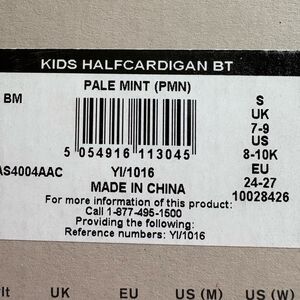 KIDS HALFCARDIGAN BT
PALE MINT (PMN)
BM
S
UK
7-9
US
8-10K
EU
24-27
10028426
5 054916 113045
AS4004AAC
YI/1016
MADE IN CHINA
For more information of this product:
Call 1-877-495-1500
Providing the following:
Reference numbers: YI/1016
UK EU US (M) US (W)